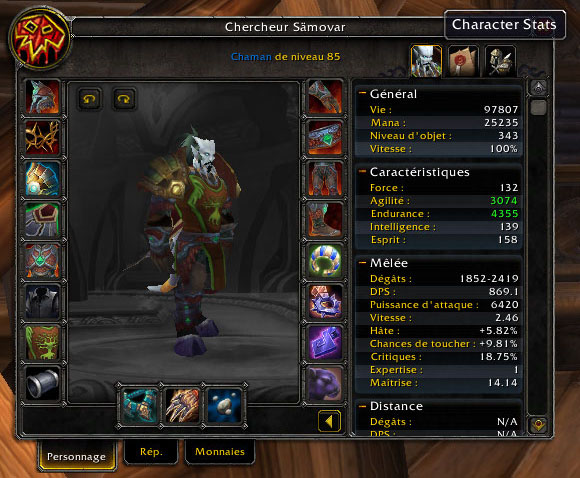 Chercheur Sämovar
Character Stats
Chaman de niveau 85
Général
Vie : 97807
Mana : 25235
Niveau d'objet : 343
Vitesse : 100%
Caractéristiques
Force : 132
Agilité : 3074
Endurance : 4355
Intelligence : 139
Esprit : 158
Mêlée
Dégâts : 1852-2419
DPS : 869.1
Puissance d'attaque : 6420
Vitesse : 2.46
Hâte : +5.82%
Chances de toucher : +9.81%
Critiques : 18.75%
Expertise : 1
Maîtrise : 14.14
Distance
Dégâts : N/A
DPS : N/A
Personnage
Rép.
Monnaies